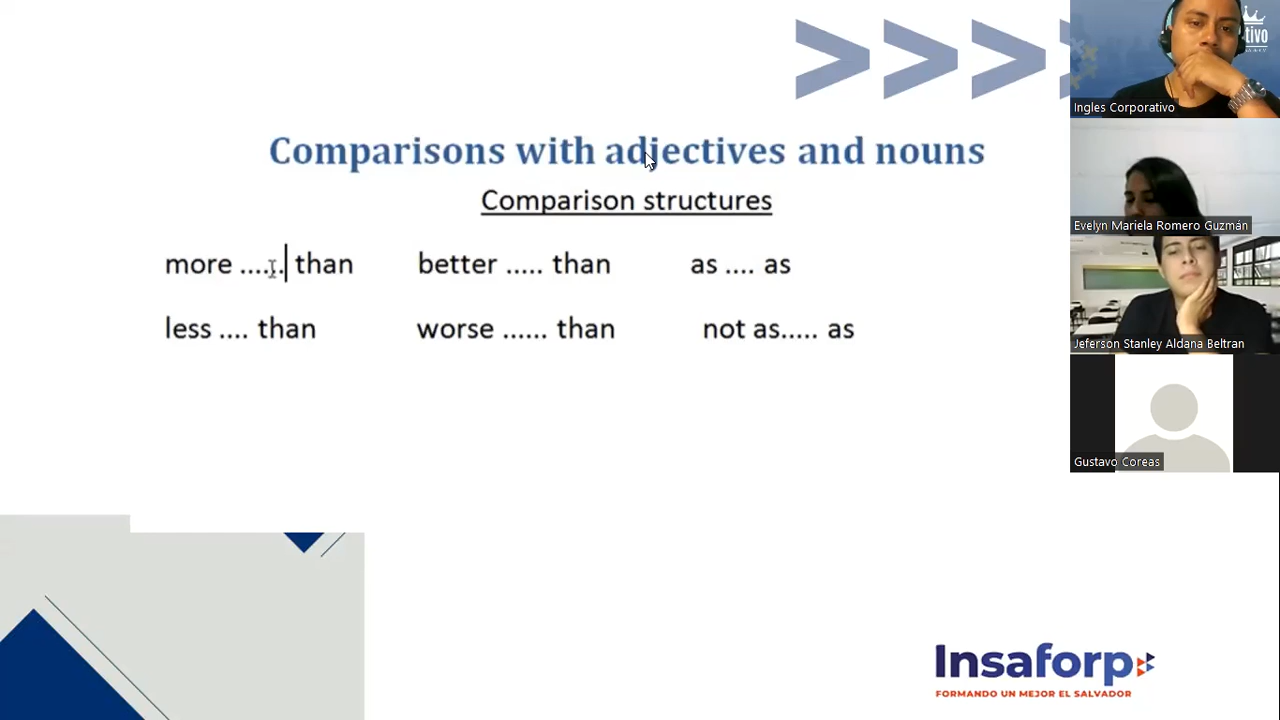 Comparisons with adjectives and nouns
Comparison structures
more ...... than better ..... than as .... as
less .... than worse ...... than not as..... as
Insaforp
FORMANDO UN MEJOR EL SALVADOR
tivo
Ingles Corporativo
Evelyn Mariela Romero Guzmán
Jeferson Stanley Aldana Beltran
Gustavo Coreas